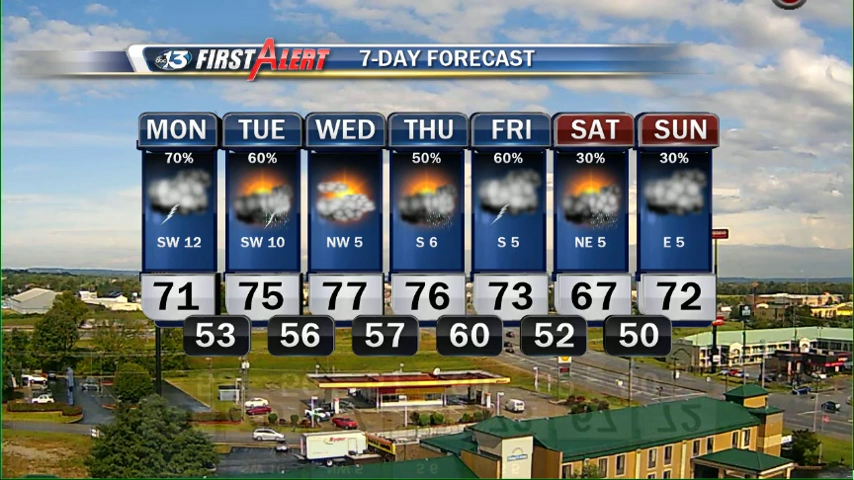 abc 13 FIRST ALERT 7-DAY FORECAST
MON TUE WED THU FRI SAT SUN
70% 60% 50% 60% 30% 30%
SW 12 SW 10 NW 5 S 6 S 5 NE 5 E 5
71 75 77 76 73 67 72
53 56 57 60 52 50
Ryder